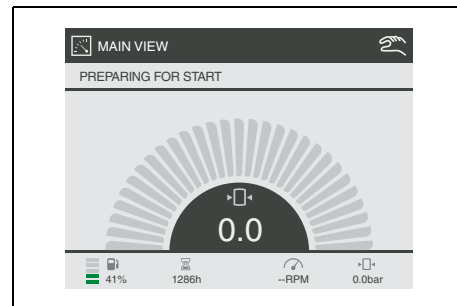 MAIN VIEW
PREPARING FOR START
0.0
41% 1286h --RPM 0.0bar